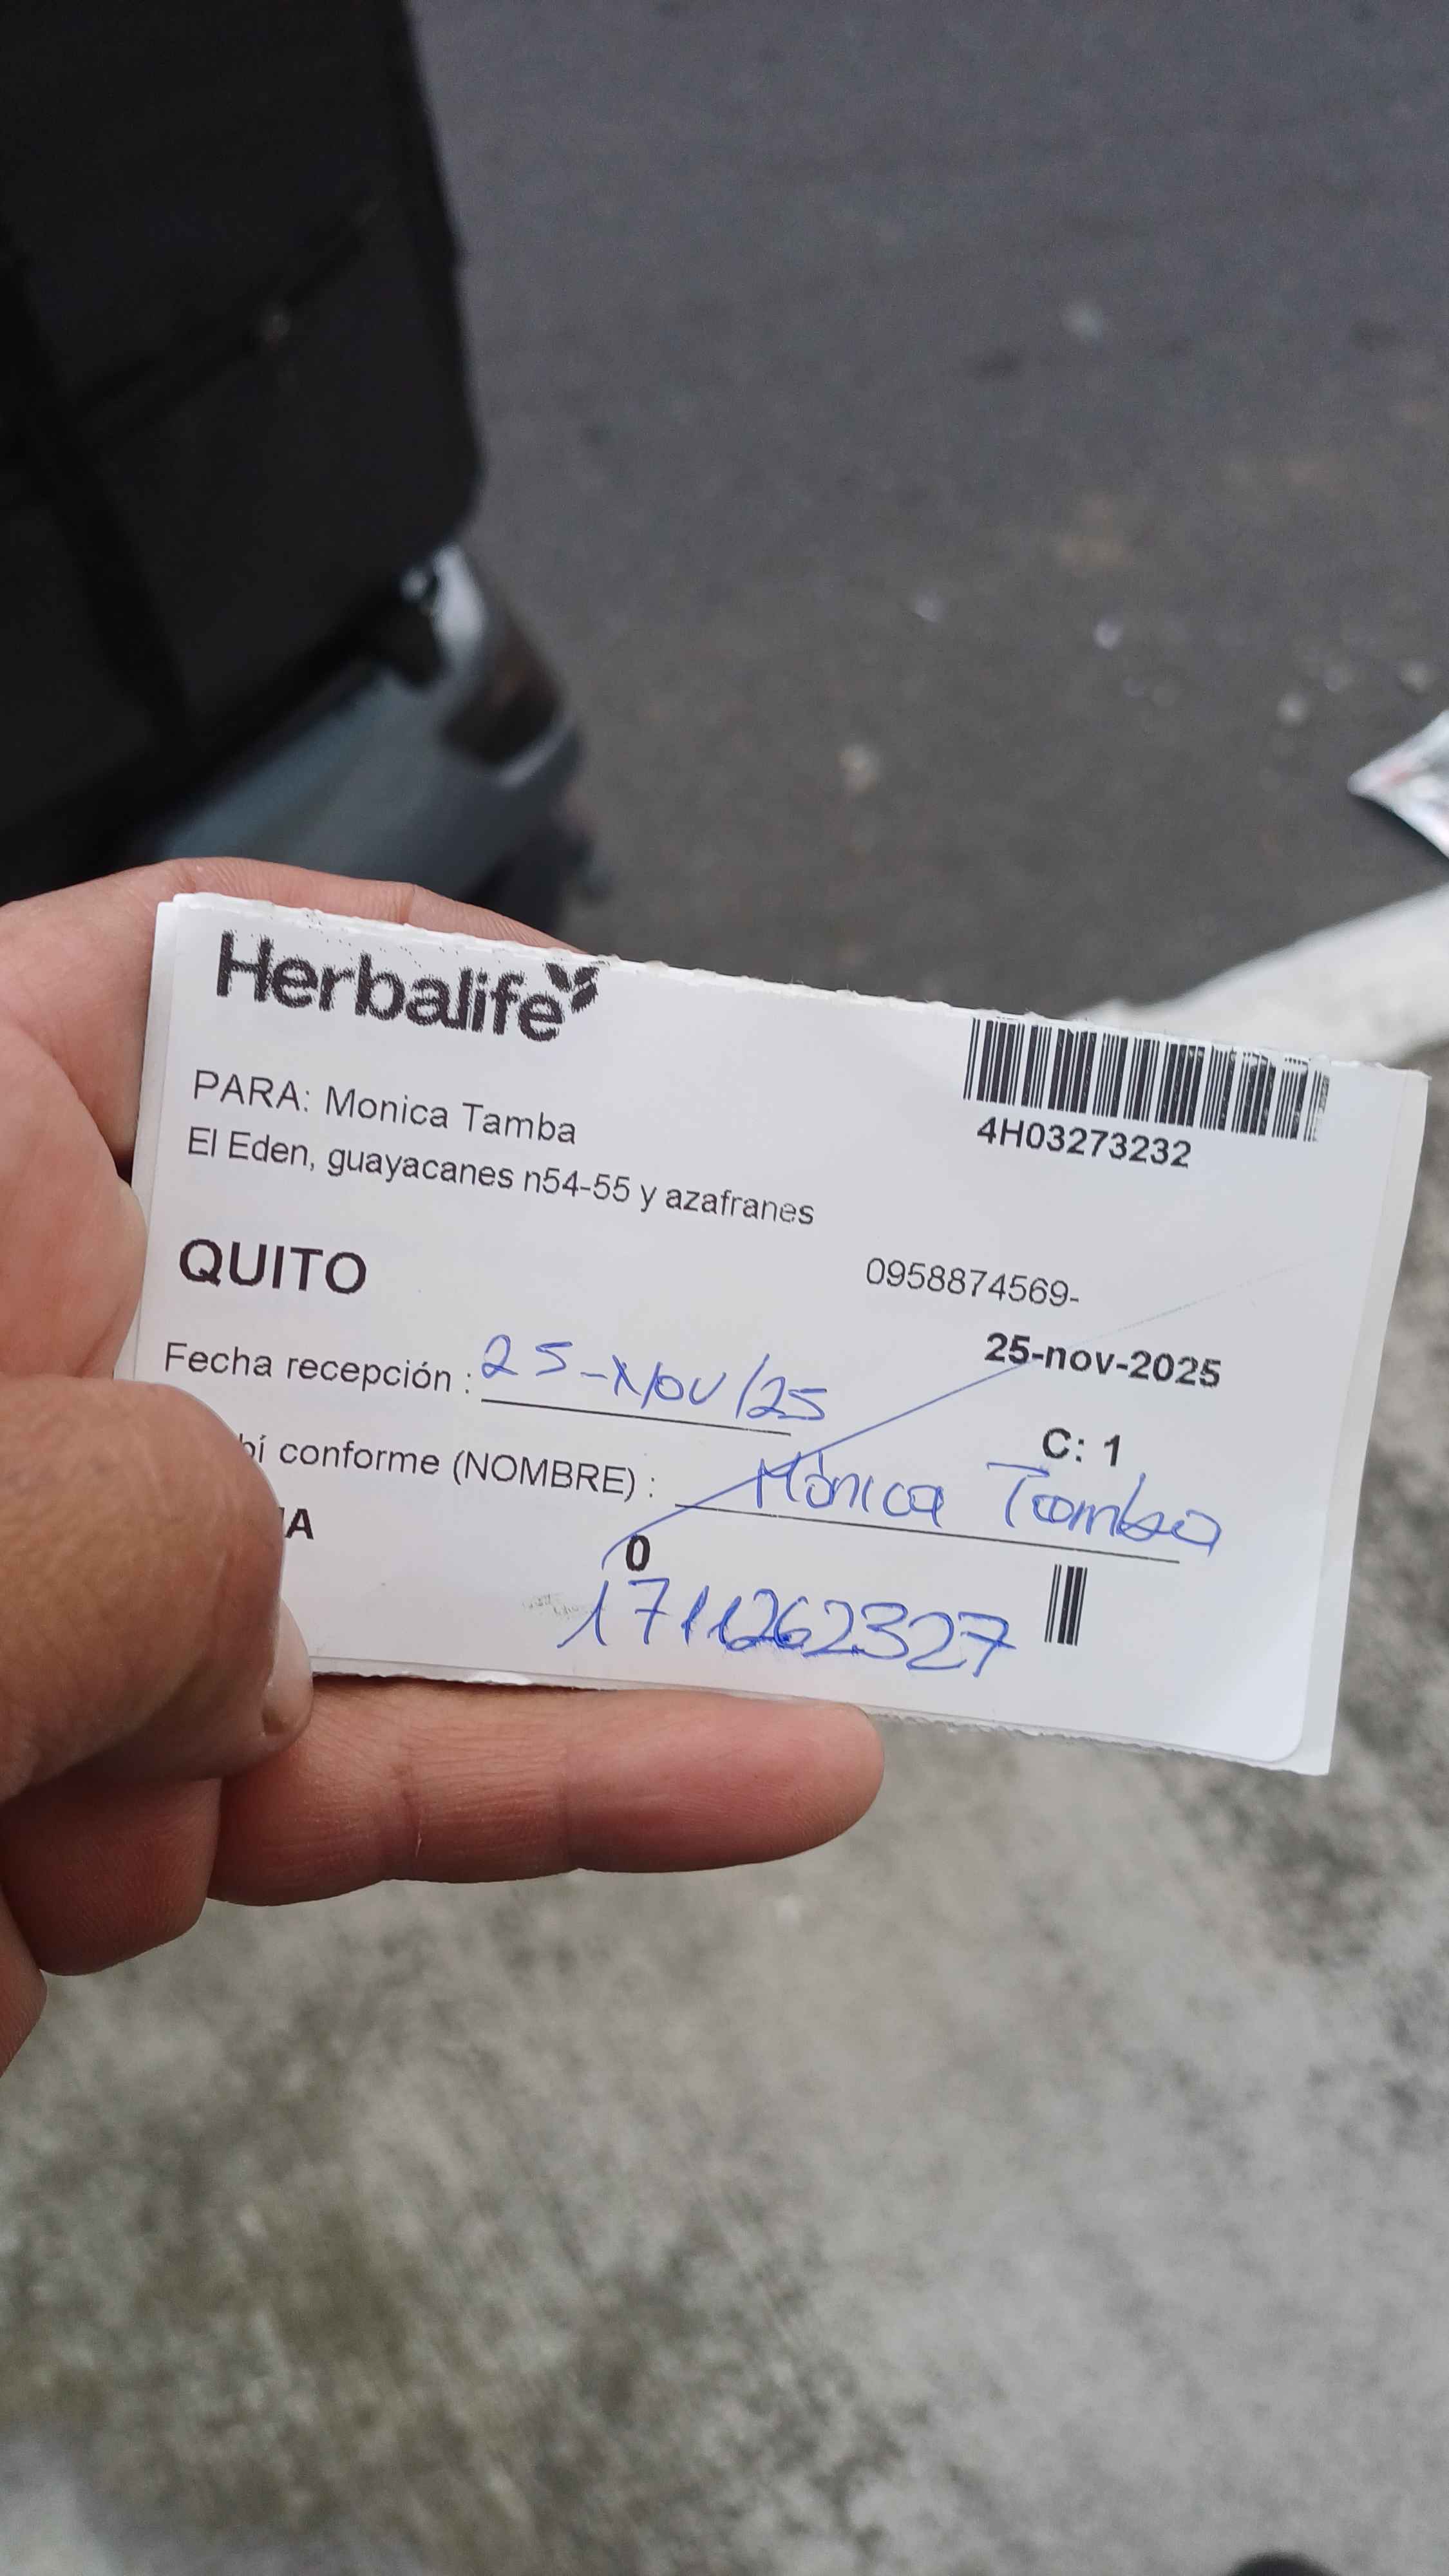 Herbalife
4H03273232
PARA: Monica Tamba
El Eden, guayacanes n54-55 y azafranes
QUITO
0958874569-
25-nov-2025
Fecha recepción : 25-Nov/25
C: 1
bí conforme (NOMBRE) : Mónica Tamba
A
0
1711262327